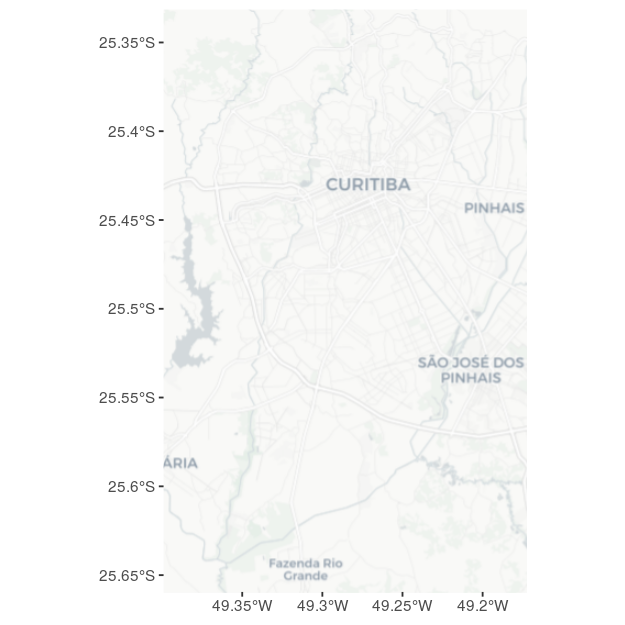 25.35°S
25.4°S
CURITIBA
PINHAIS
25.45°S
25.5°S
SÃO JOSÉ DOS
PINHAIS
25.55°S
ÁRIA
25.6°S
Fazenda Rio
Grande
25.65°S
49.35°W 49.3°W 49.25°W 49.2°W